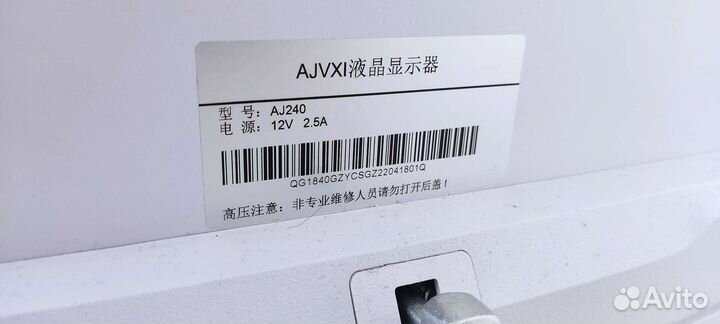 AJVXI液晶显示器
型 号：AJ240
电 源：12V 2.5A
QG1840GZYCSGZ22041801Q
高压注意：非专业维修人员请勿打开后盖！
Avito